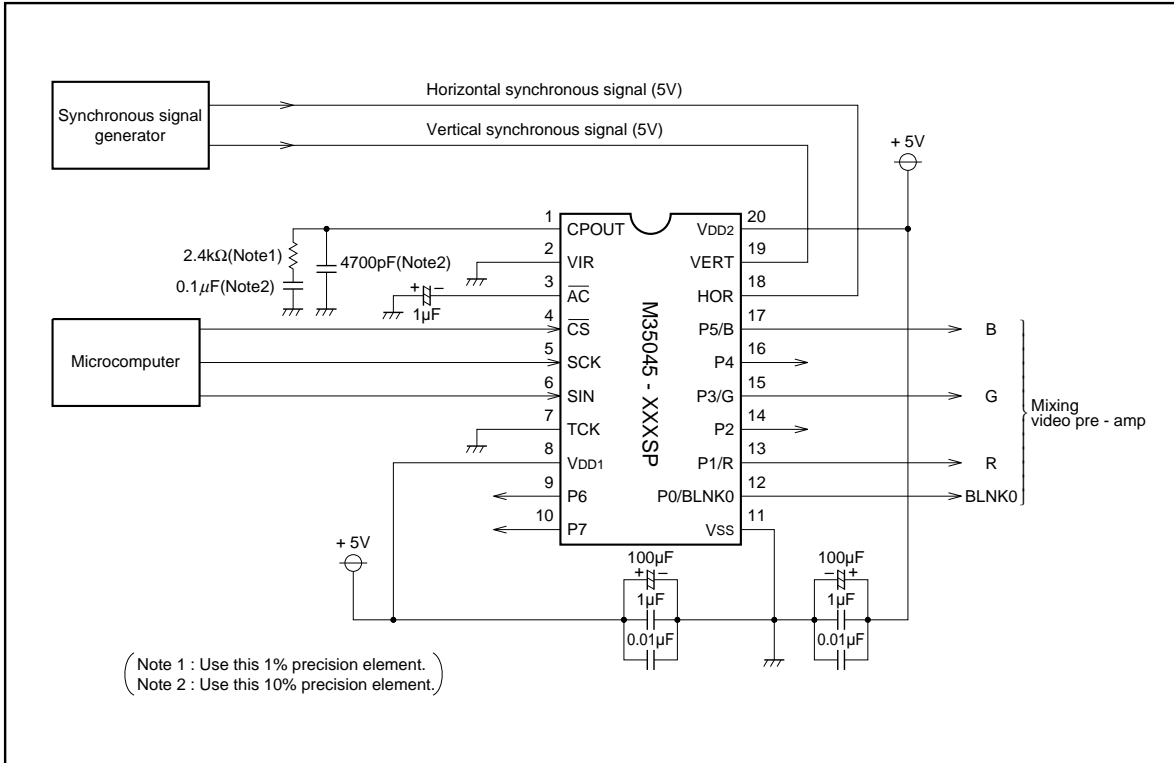 Synchronous signal
generator
Horizontal synchronous signal (5V)
Vertical synchronous signal (5V)
+ 5V
1
CPOUT
2
VIR
3
AC
4
CS
5
SCK
6
SIN
7
TCK
8
VDD1
9
P6
10
P7
M35045 - XXXSP
20
VDD2
19
VERT
18
HOR
17
P5/B
16
P4
15
P3/G
14
P2
13
P1/R
12
P0/BLNK0
11
VSS
2.4kΩ(Note1)
0.1µF(Note2)
4700pF(Note2)
+ −
1µF
Microcomputer
B
G
R
BLNK0
Mixing
video pre - amp
+ 5V
100µF
+ −
1µF
0.01µF
100µF
− +
1µF
0.01µF
Note 1 : Use this 1% precision element.
Note 2 : Use this 10% precision element.